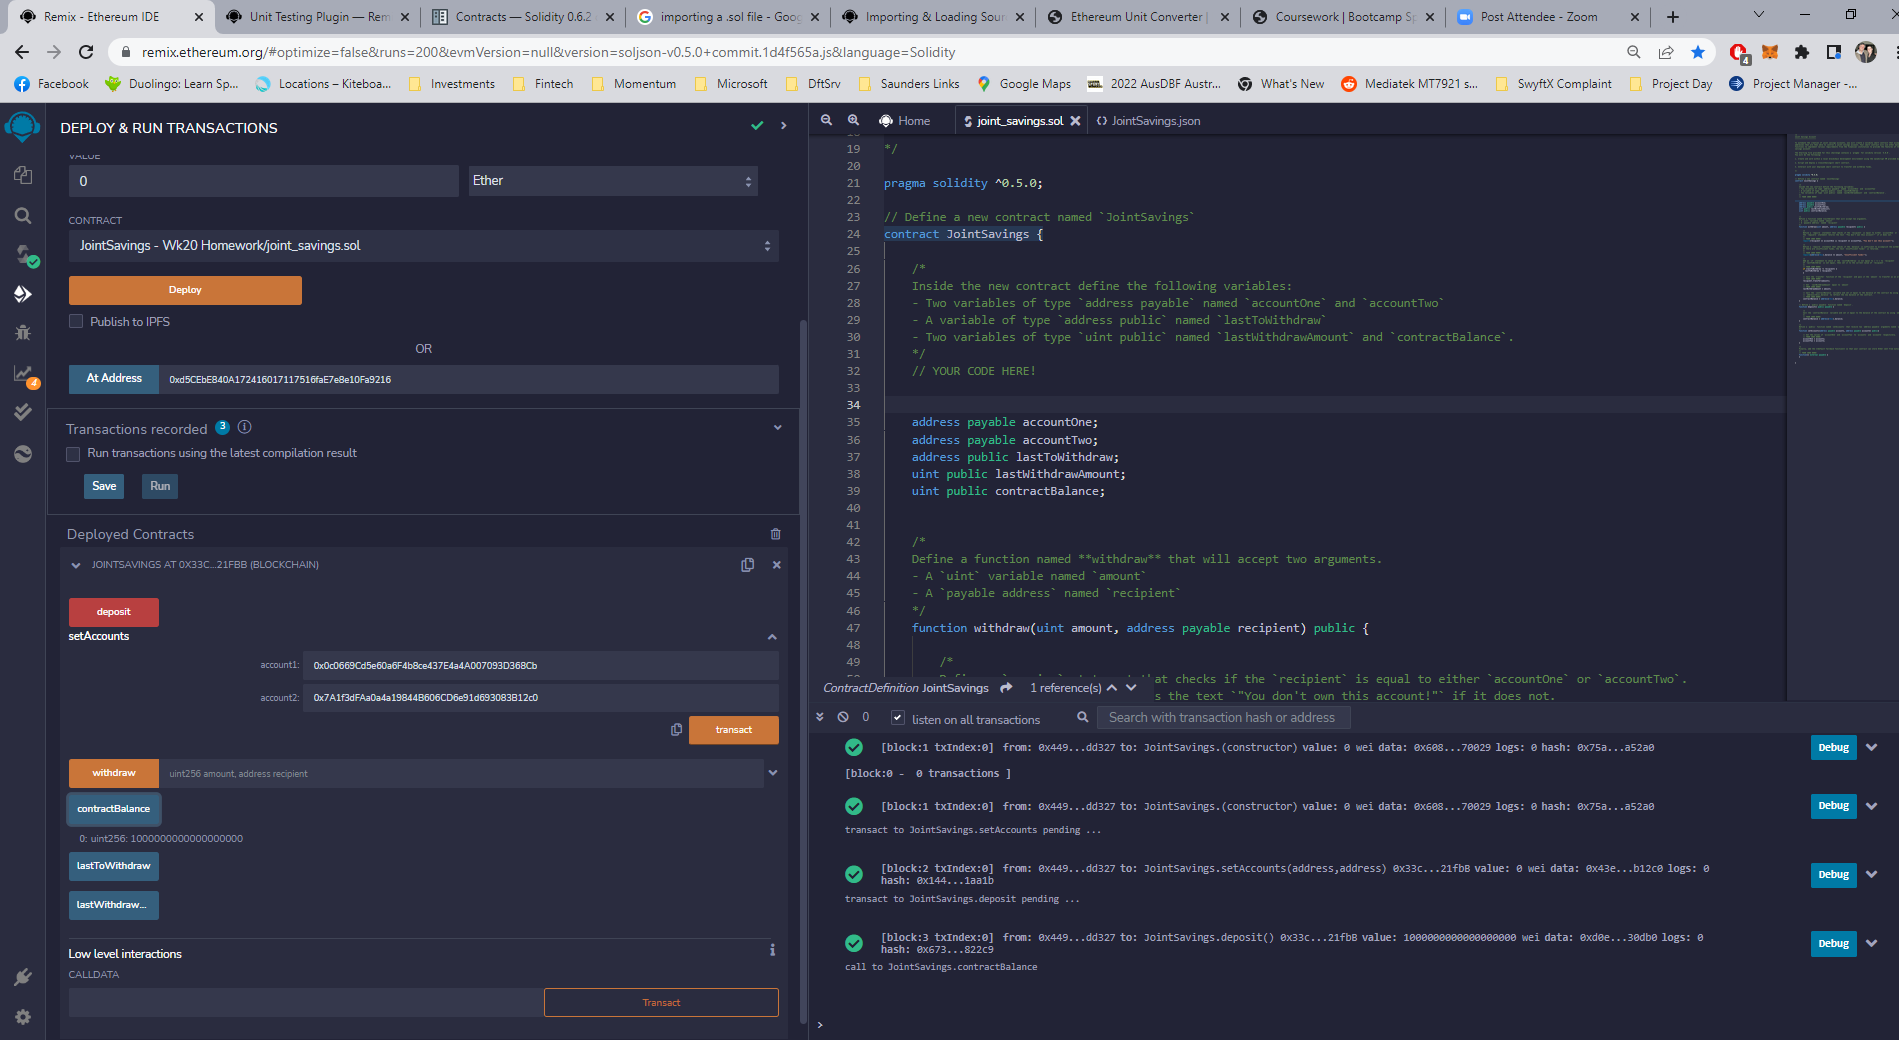 Remix - Ethereum IDE
Unit Testing Plugin — Rem
Contracts — Solidity 0.6.2
importing a .sol file - Goog
Importing & Loading Sour
Ethereum Unit Converter |
Coursework | Bootcamp Sp
Post Attendee - Zoom
remix.ethereum.org/#optimize=false&runs=200&evmVersion=null&version=soljson-v0.5.0+commit.1d4f565a.js&language=Solidity
4
Facebook
Duolingo: Learn Sp...
Locations – Kiteboa...
Investments
Fintech
Momentum
Microsoft
DftSrv
Saunders Links
Google Maps
2022 AusDBF Austr...
What's New
Mediatek MT7921 s...
SwyftX Complaint
Project Day
Project Manager -...
DEPLOY & RUN TRANSACTIONS
VALUE
0
Ether
CONTRACT
JointSavings - Wk20 Homework/joint_savings.sol
Deploy
Publish to IPFS
OR
At Address
0xd5CEbE840A172416017117516faE7e8e10Fa9216
4
Transactions recorded 3
Run transactions using the latest compilation result
Save
Run
Deployed Contracts
JOINTSAVINGS AT 0X33C...21FBB (BLOCKCHAIN)
deposit
setAccounts
account1: 0x0c0669Cd5e60a6F4b8ce437E4a4A007093D368Cb
account2: 0x7A1f3dFAa0a4a19844B606CD6e91d693083B12c0
transact
withdraw
uint256 amount, address recipient
contractBalance
0: uint256: 1000000000000000000
lastToWithdraw
lastWithdraw...
Low level interactions
CALLDATA
Transact
Home
joint_savings.sol
JointSavings.json
19 */
20
21 pragma solidity ^0.5.0;
22
23 // Define a new contract named `JointSavings`
24 contract JointSavings {
25
26 /*
27 Inside the new contract define the following variables:
28 - Two variables of type `address payable` named `accountOne` and `accountTwo`
29 - A variable of type `address public` named `lastToWithdraw`
30 - Two variables of type `uint public` named `lastWithdrawAmount` and `contractBalance`.
31 */
32 // YOUR CODE HERE!
33
34
35 address payable accountOne;
36 address payable accountTwo;
37 address public lastToWithdraw;
38 uint public lastWithdrawAmount;
39 uint public contractBalance;
40
41
42 /*
43 Define a function named **withdraw** that will accept two arguments.
44 - A `uint` variable named `amount`
45 - A `payable address` named `recipient`
46 */
47 function withdraw(uint amount, address payable recipient) public {
48
49 /*
that checks if the `recipient` is equal to either `accountOne` or `accountTwo`.
ContractDefinition JointSavings
1 reference(s)
s the text `"You don't own this account!"` if it does not.
0
listen on all transactions
Search with transaction hash or address
[block:1 txIndex:0] from: 0x449...dd327 to: JointSavings.(constructor) value: 0 wei data: 0x608...70029 logs: 0 hash: 0x75a...a52a0
Debug
[block:0 - 0 transactions ]
[block:1 txIndex:0] from: 0x449...dd327 to: JointSavings.(constructor) value: 0 wei data: 0x608...70029 logs: 0 hash: 0x75a...a52a0
Debug
transact to JointSavings.setAccounts pending ...
[block:2 txIndex:0] from: 0x449...dd327 to: JointSavings.setAccounts(address,address) 0x33c...21fbB value: 0 wei data: 0x43e...b12c0 logs: 0
hash: 0x144...1aa1b
Debug
transact to JointSavings.deposit pending ...
[block:3 txIndex:0] from: 0x449...dd327 to: JointSavings.deposit() 0x33c...21fbB value: 1000000000000000000 wei data: 0xd0e...30db0 logs: 0
hash: 0x673...822c9
Debug
call to JointSavings.contractBalance
>